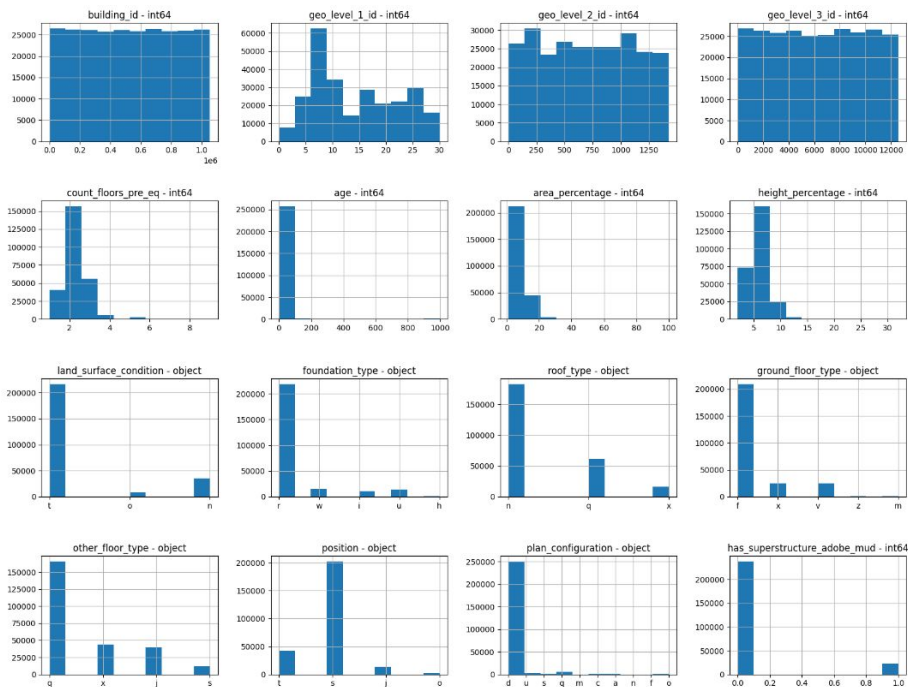 building_id - int64
geo_level_1_id - int64
geo_level_2_id - int64
geo_level_3_id - int64
25000
20000
15000
10000
5000
0
0.0 0.2 0.4 0.6 0.8 1.0
1e6
60000
50000
40000
30000
20000
10000
0
0 5 10 15 20 25 30
30000
25000
20000
15000
10000
5000
0
0 250 500 750 1000 1250
25000
20000
15000
10000
5000
0
0 2000 4000 6000 8000 10000 12000
count_floors_pre_eq - int64
age - int64
area_percentage - int64
height_percentage - int64
150000
125000
100000
75000
50000
25000
0
2 4 6 8
250000
200000
150000
100000
50000
0
0 200 400 600 800 1000
200000
150000
100000
50000
0
0 20 40 60 80 100
150000
125000
100000
75000
50000
25000
0
5 10 15 20 25 30
land_surface_condition - object
foundation_type - object
roof_type - object
ground_floor_type - object
200000
150000
100000
50000
0
t o n
200000
150000
100000
50000
0
r w i u h
150000
100000
50000
0
n q x
200000
150000
100000
50000
0
f x v z m
other_floor_type - object
position - object
plan_configuration - object
has_superstructure_adobe_mud - int64
150000
125000
100000
75000
50000
25000
0
q x j s
200000
150000
100000
50000
0
t s j o
250000
200000
150000
100000
50000
0
d u s q m c a n f o
200000
150000
100000
50000
0
0.0 0.2 0.4 0.6 0.8 1.0